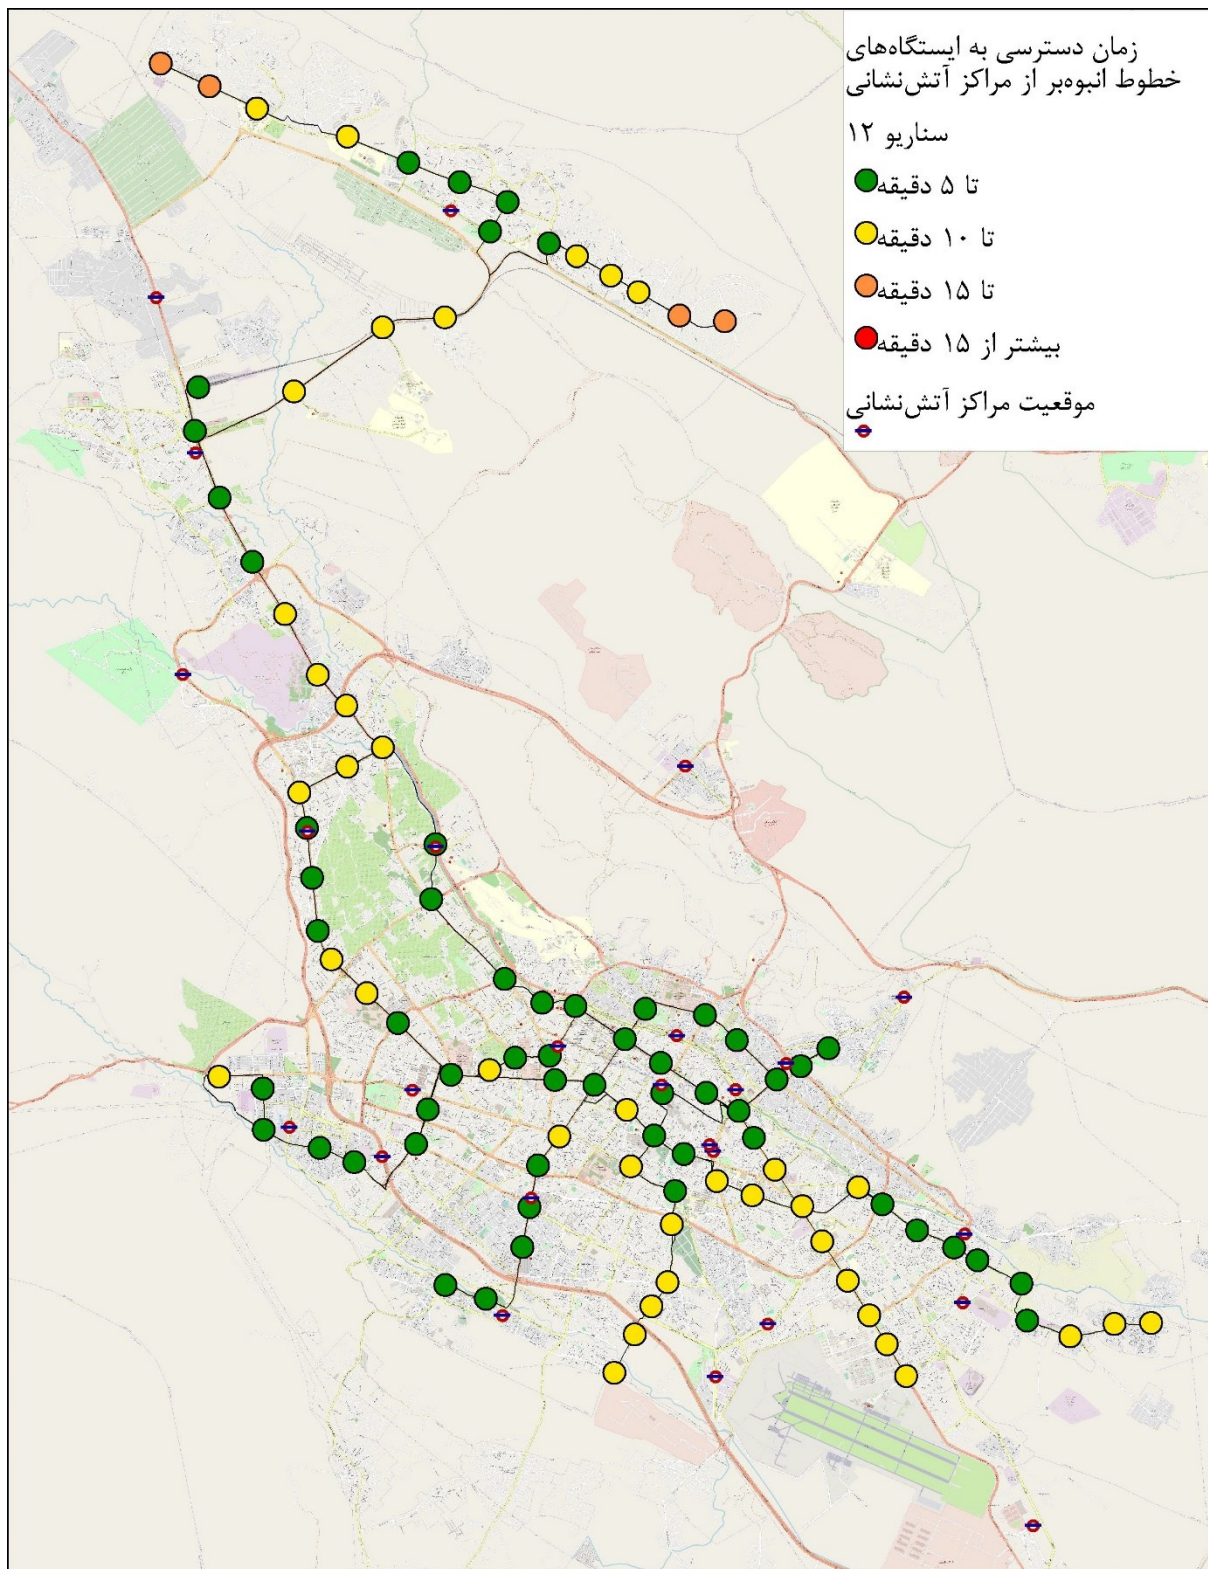 زمان دسترسی به ایستگاه‌های
خطوط انبوه‌بر از مراکز آتش‌نشانی
سناریو ۱۲
تا ۵ دقیقه
تا ۱۰ دقیقه
تا ۱۵ دقیقه
بیشتر از ۱۵ دقیقه
موقعیت مراکز آتش‌نشانی